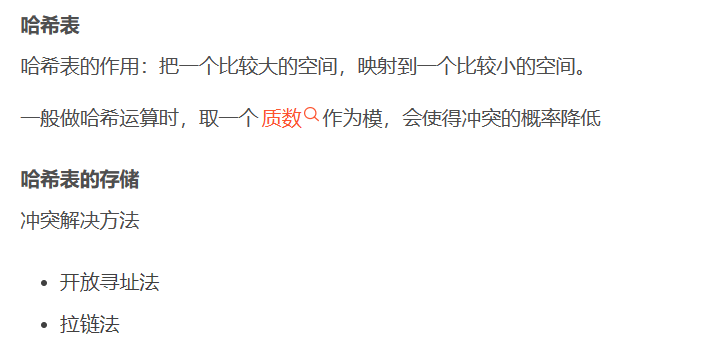 哈希表
哈希表的作用：把一个比较大的空间，映射到一个比较小的空间。
一般做哈希运算时，取一个质数作为模，会使得冲突的概率降低
哈希表的存储
冲突解决方法
• 开放寻址法
• 拉链法